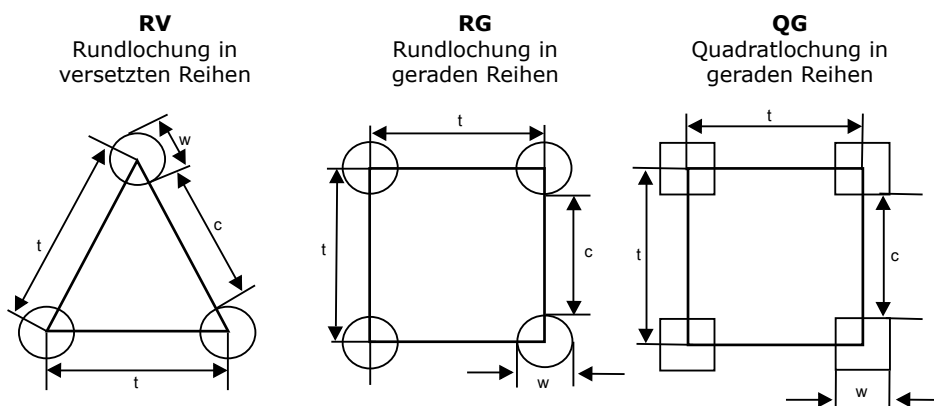 RV
Rundlochung in
versetzten Reihen
w
t
c
t
RG
Rundlochung in
geraden Reihen
t
t
c
w
QG
Quadratlochung in
geraden Reihen
t
t
c
w